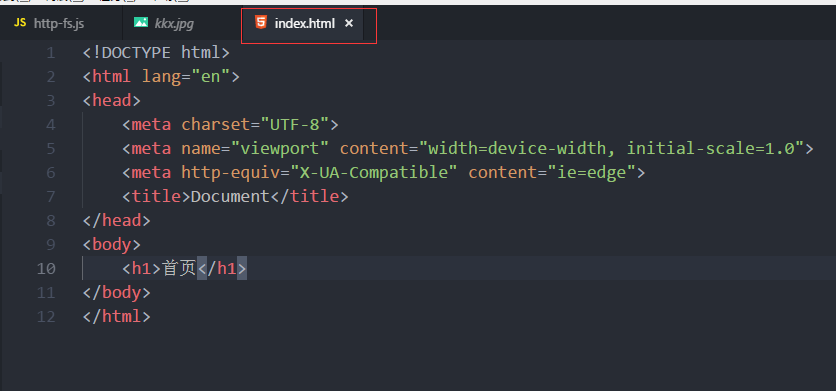 JS http-fs.js kkx.jpg index.html ×
1 <!DOCTYPE html>
2 <html lang="en">
3 <head>
4 <meta charset="UTF-8">
5 <meta name="viewport" content="width=device-width, initial-scale=1.0">
6 <meta http-equiv="X-UA-Compatible" content="ie=edge">
7 <title>Document</title>
8 </head>
9 <body>
10 <h1>首页</h1>
11 </body>
12 </html>